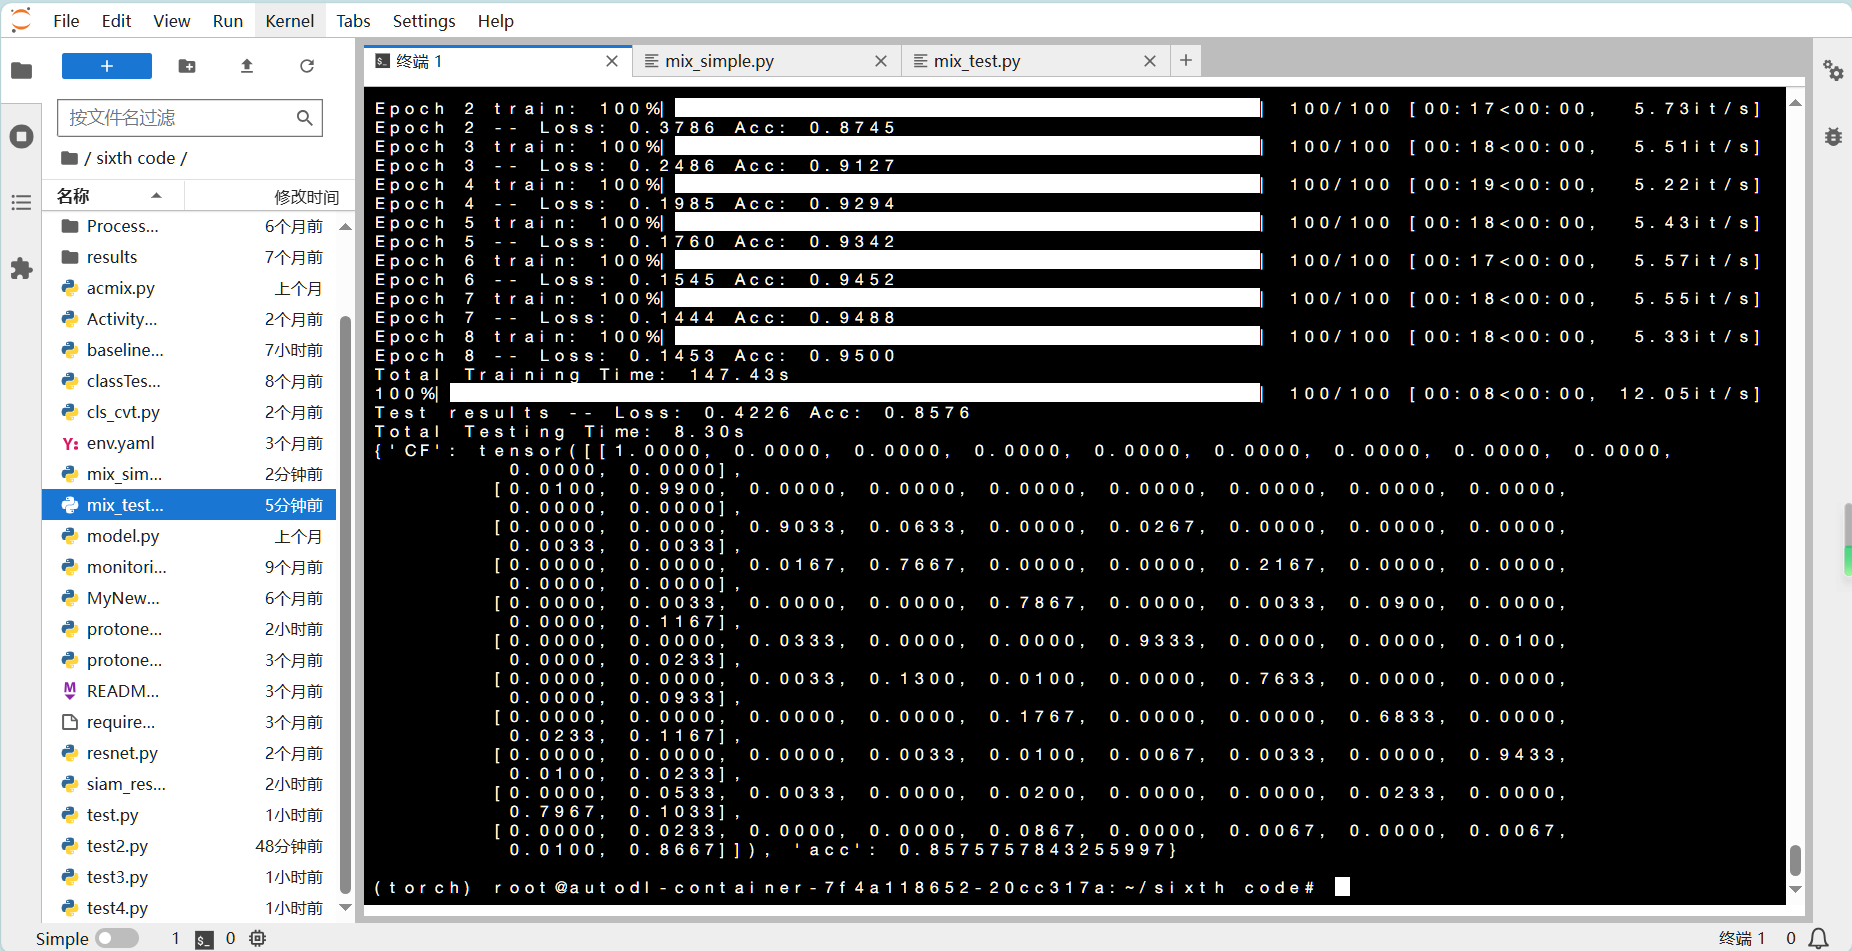 File Edit View Run Kernel Tabs Settings Help
+
终端 1
mix_simple.py
mix_test.py
按文件名过滤
/ sixth code /
名称 修改时间
Process... 6个月前
results 7个月前
acmix.py 上个月
Activity... 2个月前
baseline... 7小时前
classTes... 8个月前
cls_cvt.py 2个月前
env.yaml 3个月前
mix_sim... 2分钟前
mix_test... 5分钟前
model.py 上个月
monitori... 9个月前
MyNew... 6个月前
protone... 2小时前
protone... 3个月前
READM... 3个月前
require... 3个月前
resnet.py 2个月前
siam_res... 2小时前
test.py 1小时前
test2.py 48分钟前
test3.py 1小时前
test4.py 1小时前
Epoch 2 train: 100%| | 100/100 [00:17<00:00, 5.73it/s]
Epoch 2 -- Loss: 0.3786 Acc: 0.8745
Epoch 3 train: 100%| | 100/100 [00:18<00:00, 5.51it/s]
Epoch 3 -- Loss: 0.2486 Acc: 0.9127
Epoch 4 train: 100%| | 100/100 [00:19<00:00, 5.22it/s]
Epoch 4 -- Loss: 0.1985 Acc: 0.9294
Epoch 5 train: 100%| | 100/100 [00:18<00:00, 5.43it/s]
Epoch 5 -- Loss: 0.1760 Acc: 0.9342
Epoch 6 train: 100%| | 100/100 [00:17<00:00, 5.57it/s]
Epoch 6 -- Loss: 0.1545 Acc: 0.9452
Epoch 7 train: 100%| | 100/100 [00:18<00:00, 5.55it/s]
Epoch 7 -- Loss: 0.1444 Acc: 0.9488
Epoch 8 train: 100%| | 100/100 [00:18<00:00, 5.33it/s]
Epoch 8 -- Loss: 0.1453 Acc: 0.9500
Total Training Time: 147.43s
100%| | 100/100 [00:08<00:00, 12.05it/s]
Test results -- Loss: 0.4226 Acc: 0.8576
Total Testing Time: 8.30s
{'CF': tensor([[1.0000, 0.0000, 0.0000, 0.0000, 0.0000, 0.0000, 0.0000, 0.0000, 0.0000,
0.0000, 0.0000],
[0.0100, 0.9900, 0.0000, 0.0000, 0.0000, 0.0000, 0.0000, 0.0000, 0.0000,
0.0000, 0.0000],
[0.0000, 0.0000, 0.9033, 0.0633, 0.0000, 0.0267, 0.0000, 0.0000, 0.0000,
0.0033, 0.0033],
[0.0000, 0.0000, 0.0167, 0.7667, 0.0000, 0.0000, 0.2167, 0.0000, 0.0000,
0.0000, 0.0000],
[0.0000, 0.0033, 0.0000, 0.0000, 0.7867, 0.0000, 0.0033, 0.0900, 0.0000,
0.0000, 0.1167],
[0.0000, 0.0000, 0.0333, 0.0000, 0.0000, 0.9333, 0.0000, 0.0000, 0.0100,
0.0000, 0.0233],
[0.0000, 0.0000, 0.0033, 0.1300, 0.0100, 0.0000, 0.7633, 0.0000, 0.0000,
0.0000, 0.0933],
[0.0000, 0.0000, 0.0000, 0.0000, 0.1767, 0.0000, 0.0000, 0.6833, 0.0000,
0.0233, 0.1167],
[0.0000, 0.0000, 0.0000, 0.0033, 0.0100, 0.0067, 0.0033, 0.0000, 0.9433,
0.0100, 0.0233],
[0.0000, 0.0533, 0.0033, 0.0000, 0.0200, 0.0000, 0.0000, 0.0233, 0.0000,
0.7967, 0.1033],
[0.0000, 0.0233, 0.0000, 0.0000, 0.0867, 0.0000, 0.0067, 0.0000, 0.0067,
0.0100, 0.8667]]), 'acc': 0.8575757843255997}
(torch) root@autodl-container-7f4a118652-20cc317a:~/sixth code#
Simple 1 0 终端 1 0